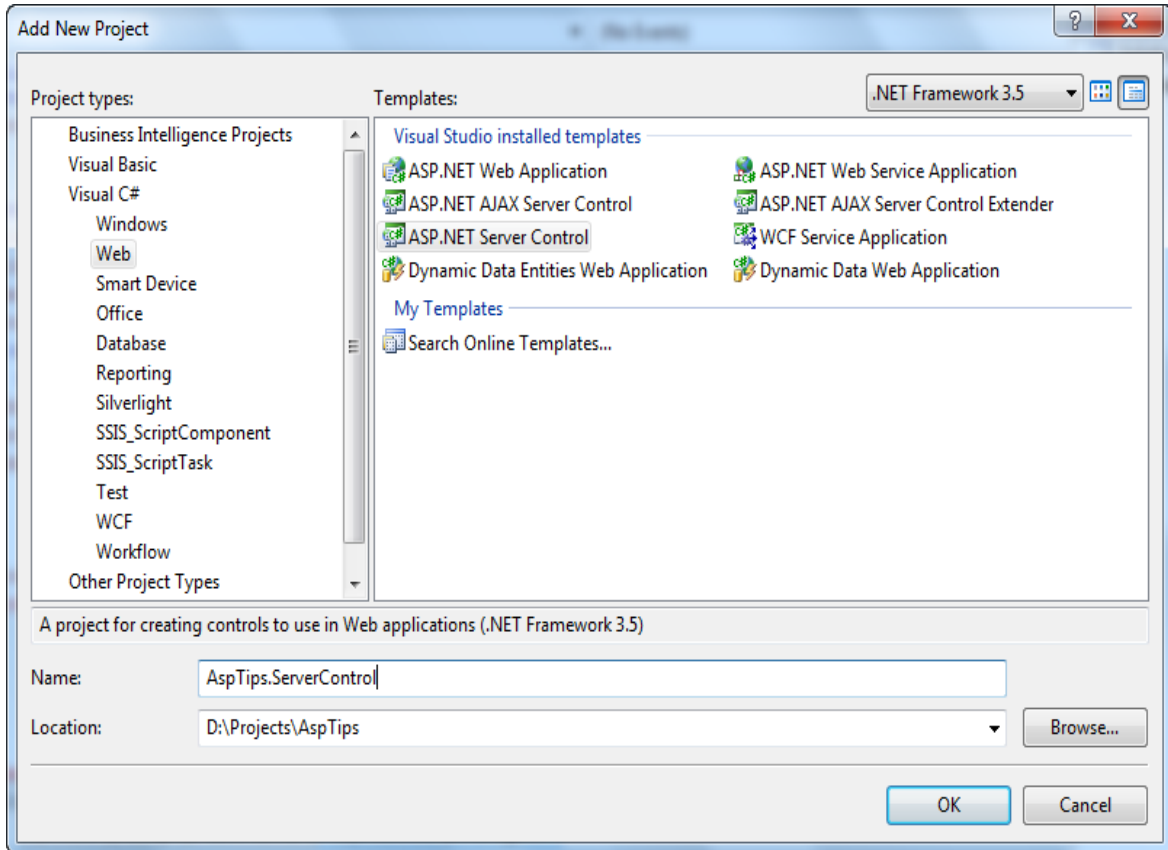 Add New Project
Project types:
Templates:
.NET Framework 3.5
Business Intelligence Projects
Visual Basic
Visual C#
Windows
Web
Smart Device
Office
Database
Reporting
Silverlight
SSIS_ScriptComponent
SSIS_ScriptTask
Test
WCF
Workflow
Other Project Types
Visual Studio installed templates
ASP.NET Web Application
ASP.NET Web Service Application
ASP.NET AJAX Server Control
ASP.NET AJAX Server Control Extender
ASP.NET Server Control
WCF Service Application
Dynamic Data Entities Web Application
Dynamic Data Web Application
My Templates
Search Online Templates...
A project for creating controls to use in Web applications (.NET Framework 3.5)
Name:
AspTips.ServerControl
Location:
D:\Projects\AspTips
Browse...
OK
Cancel